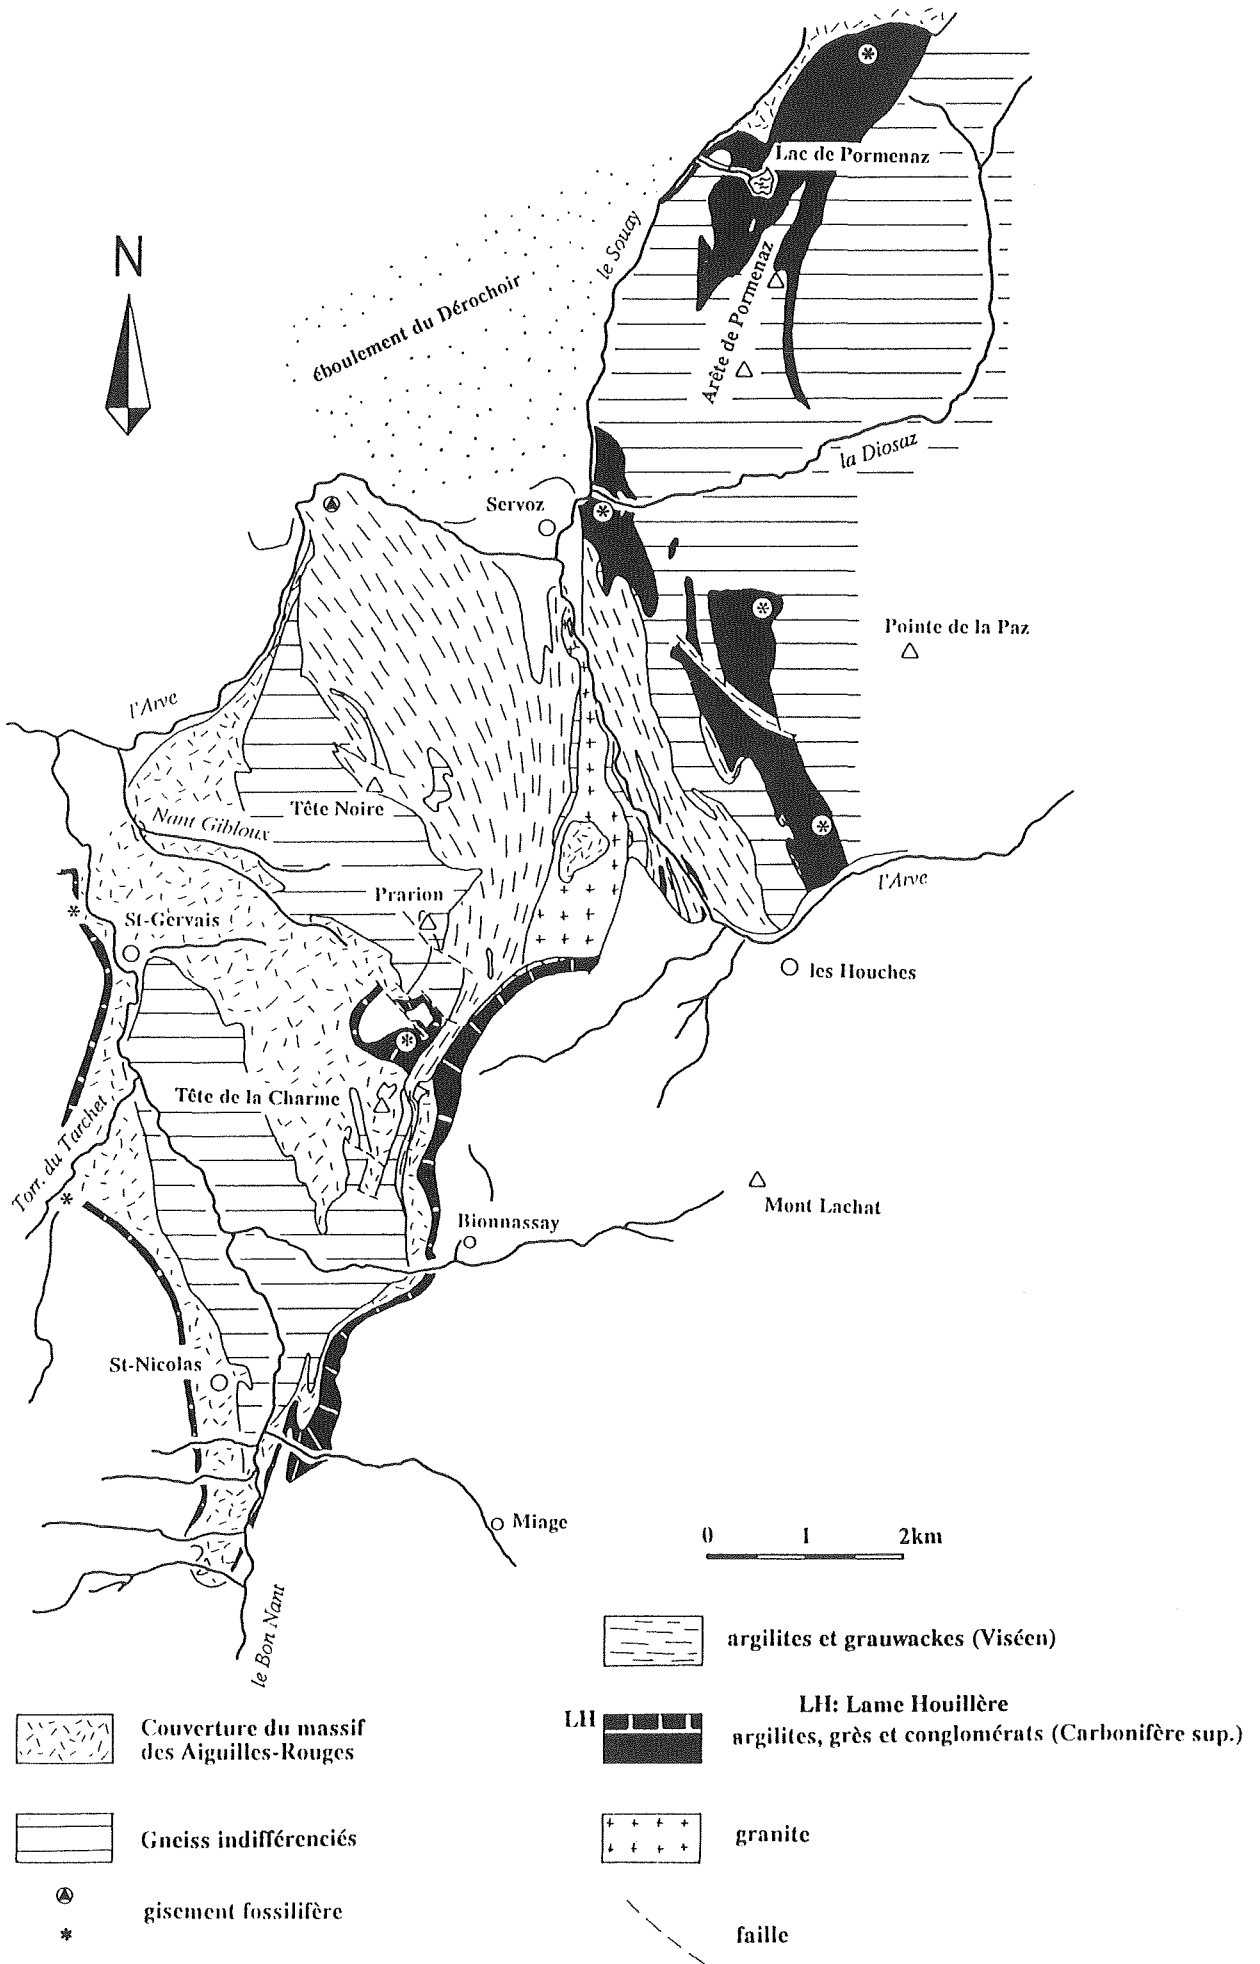 Lac de Pormenaz
N
le Souay
éboulement du Dérochoir
Arête de Pormenaz
la Diosaz
Servoz
Pointe de la Paz
l'Arve
Tête Noire
Nant Gibloux
Prarion
l'Arve
St-Gervais
les Houches
Tête de la Charme
Torr. du Tarchet
Mont Lachat
Bionnassay
St-Nicolas
Miage
0 1 2km
le Bon Nant
argilites et grauwackes (Viséen)
LH: Lame Houillère
LH
argilites, grès et conglomérats (Carbonifère sup.)
Couverture du massif
des Aiguilles-Rouges
Gneiss indifférenciés
granite
gisement fossilifère
faille